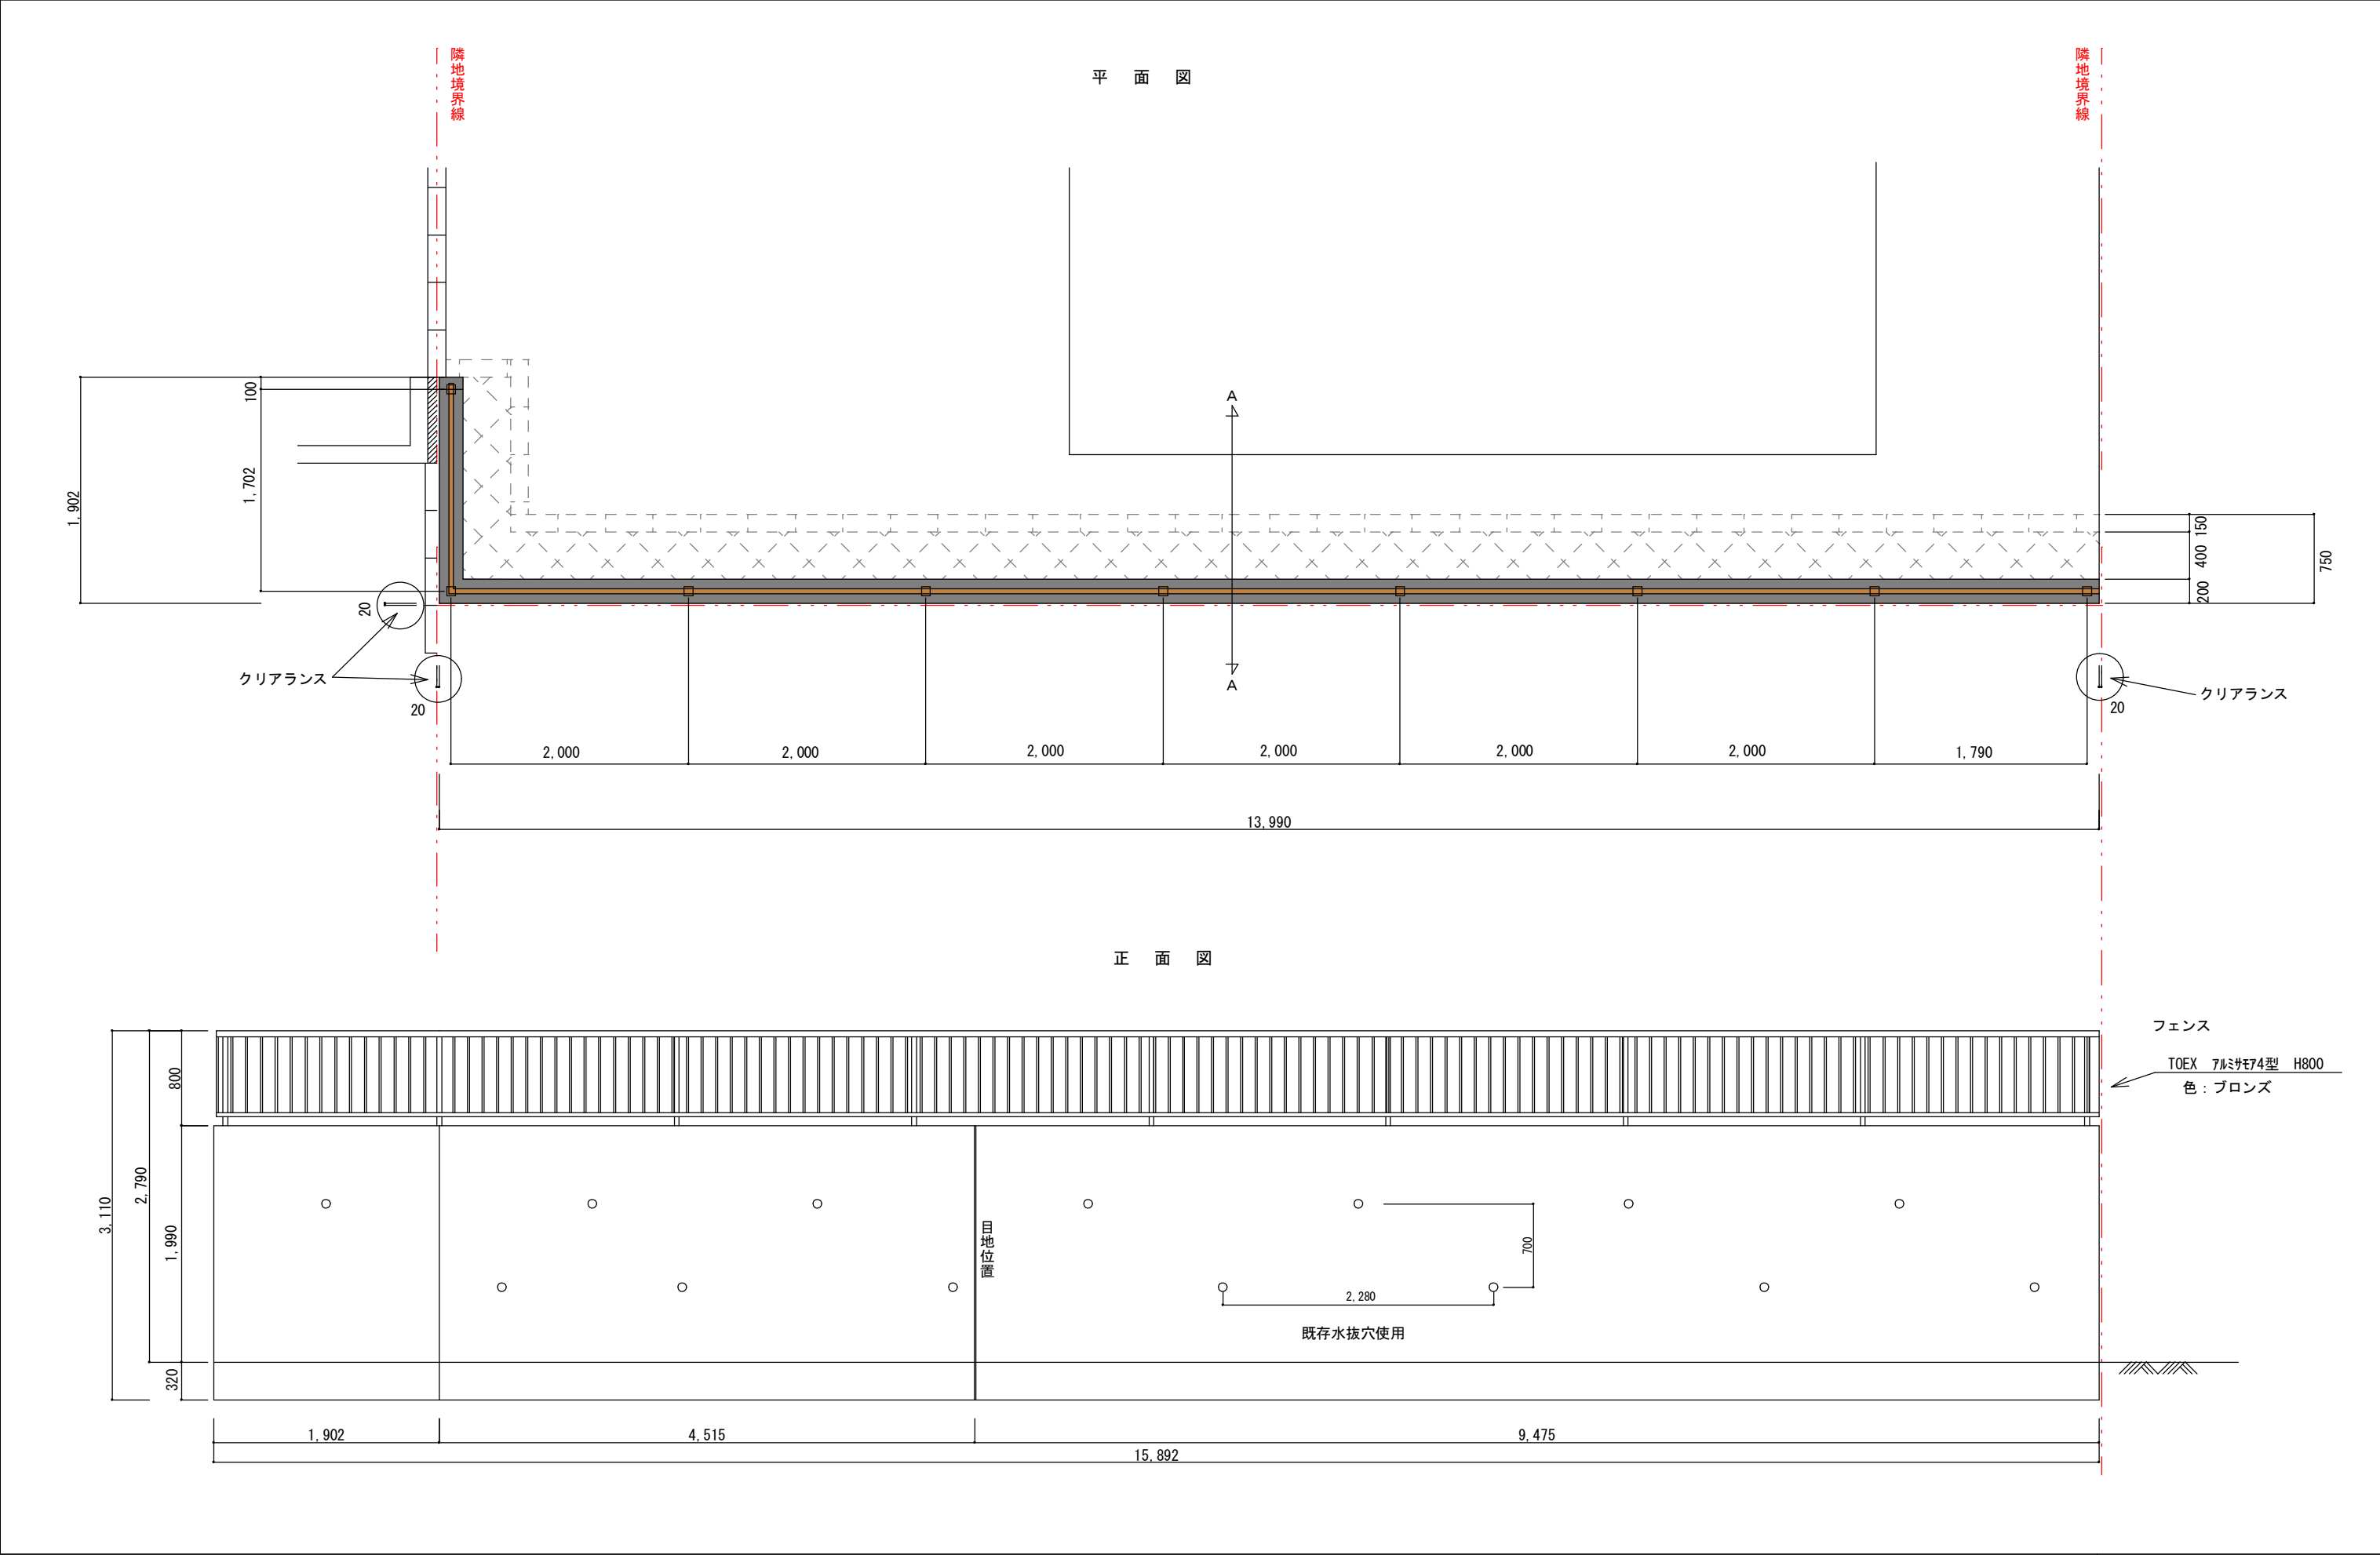 平　面　図
隣地境界線
隣地境界線
A
100
1,702
1,902
150
400
200
750
20
クリアランス
20
A
クリアランス
20
2,000
2,000
2,000
2,000
2,000
2,000
1,790
13,990
正　面　図
フェンス
TOEX　ｱﾙﾐｻﾓｱ4型　H800
色：ブロンズ
800
2,790
3,110
1,990
320
目地位置
700
2,280
既存水抜穴使用
1,902
4,515
9,475
15,892